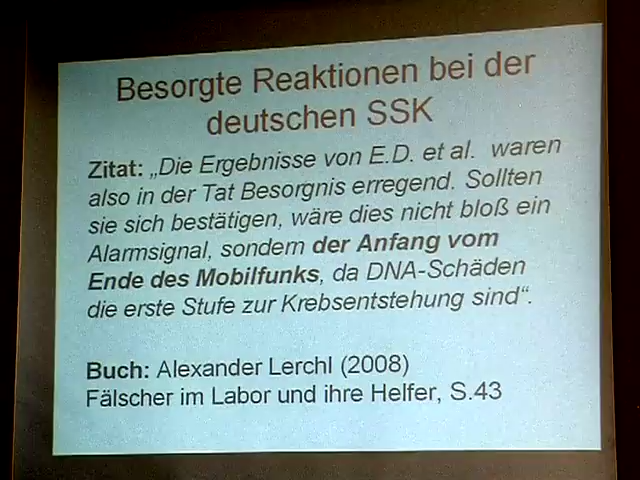 Besorgte Reaktionen bei der
deutschen SSK
Zitat: „Die Ergebnisse von E.D. et al. waren
also in der Tat Besorgnis erregend. Sollten
sie sich bestätigen, wäre dies nicht bloß ein
Alarmsignal, sondern der Anfang vom
Ende des Mobilfunks, da DNA-Schäden
die erste Stufe zur Krebsentstehung sind“.
Buch: Alexander Lerchl (2008)
Fälscher im Labor und ihre Helfer, S.43